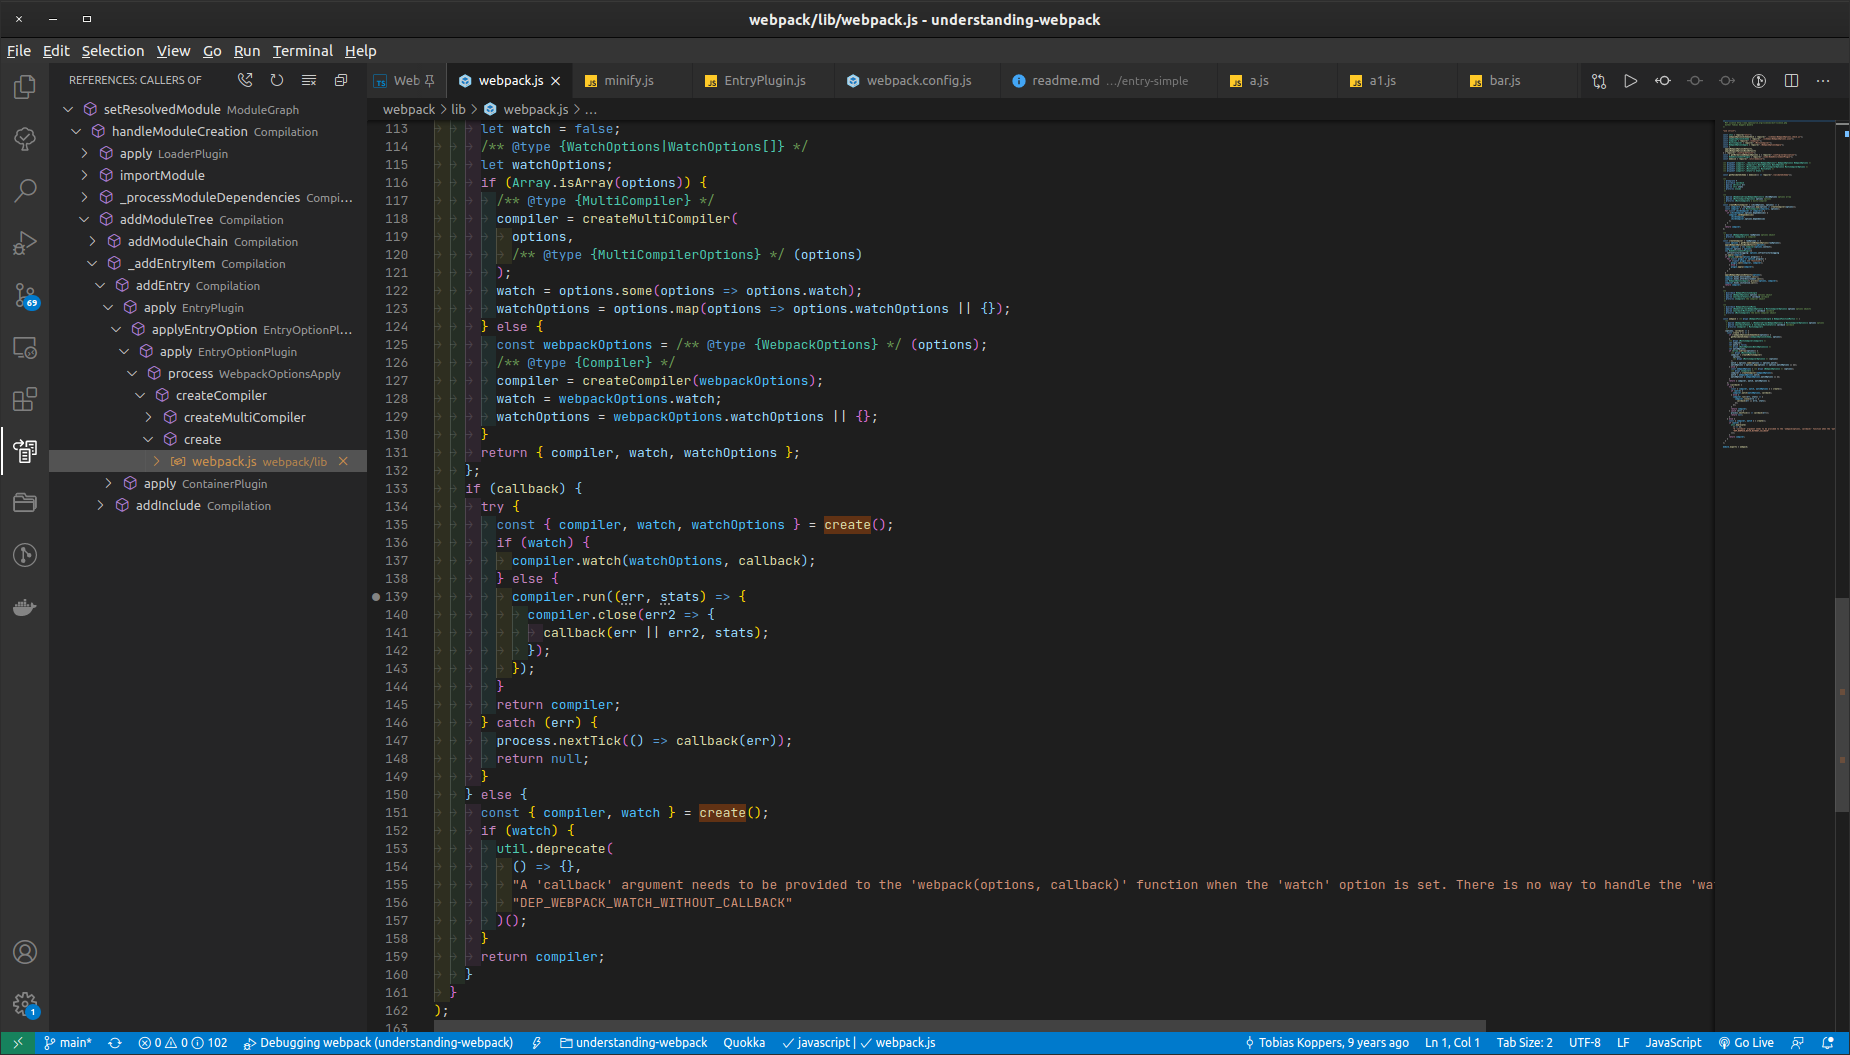 webpack/lib/webpack.js - understanding-webpack
File Edit Selection View Go Run Terminal Help
REFERENCES: CALLERS OF
TS Web
webpack.js
JS minify.js
JS EntryPlugin.js
webpack.config.js
readme.md .../entry-simple
JS a.js
JS a1.js
JS bar.js
webpack > lib > webpack.js > ...
setResolvedModule ModuleGraph
handleModuleCreation Compilation
apply LoaderPlugin
importModule
_processModuleDependencies Compi...
addModuleTree Compilation
addModuleChain Compilation
_addEntryItem Compilation
addEntry Compilation
apply EntryPlugin
applyEntryOption EntryOptionPl...
apply EntryOptionPlugin
process WebpackOptionsApply
createCompiler
createMultiCompiler
create
webpack.js webpack/lib
apply ContainerPlugin
addInclude Compilation
69
1
113 let watch = false;
114 /** @type {WatchOptions|WatchOptions[]} */
115 let watchOptions;
116 if (Array.isArray(options)) {
117 /** @type {MultiCompiler} */
118 compiler = createMultiCompiler(
119 options,
120 /** @type {MultiCompilerOptions} */ (options)
121 );
122 watch = options.some(options => options.watch);
123 watchOptions = options.map(options => options.watchOptions || {});
124 } else {
125 const webpackOptions = /** @type {WebpackOptions} */ (options);
126 /** @type {Compiler} */
127 compiler = createCompiler(webpackOptions);
128 watch = webpackOptions.watch;
129 watchOptions = webpackOptions.watchOptions || {};
130 }
131 return { compiler, watch, watchOptions };
132 };
133 if (callback) {
134 try {
135 const { compiler, watch, watchOptions } = create();
136 if (watch) {
137 compiler.watch(watchOptions, callback);
138 } else {
139 compiler.run((err, stats) => {
140 compiler.close(err2 => {
141 callback(err || err2, stats);
142 });
143 });
144 }
145 return compiler;
146 } catch (err) {
147 process.nextTick(() => callback(err));
148 return null;
149 }
150 } else {
151 const { compiler, watch } = create();
152 if (watch) {
153 util.deprecate(
154 () => {},
155 "A 'callback' argument needs to be provided to the 'webpack(options, callback)' function when the 'watch' option is set. There is no way to handle the 'wa
156 "DEP_WEBPACK_WATCH_WITHOUT_CALLBACK"
157 )();
158 }
159 return compiler;
160 }
161 }
162 );
163
main* 0 0 102 Debugging webpack (understanding-webpack) understanding-webpack Quokka javascript | webpack.js Tobias Koppers, 9 years ago Ln 1, Col 1 Tab Size: 2 UTF-8 LF JavaScript Go Live